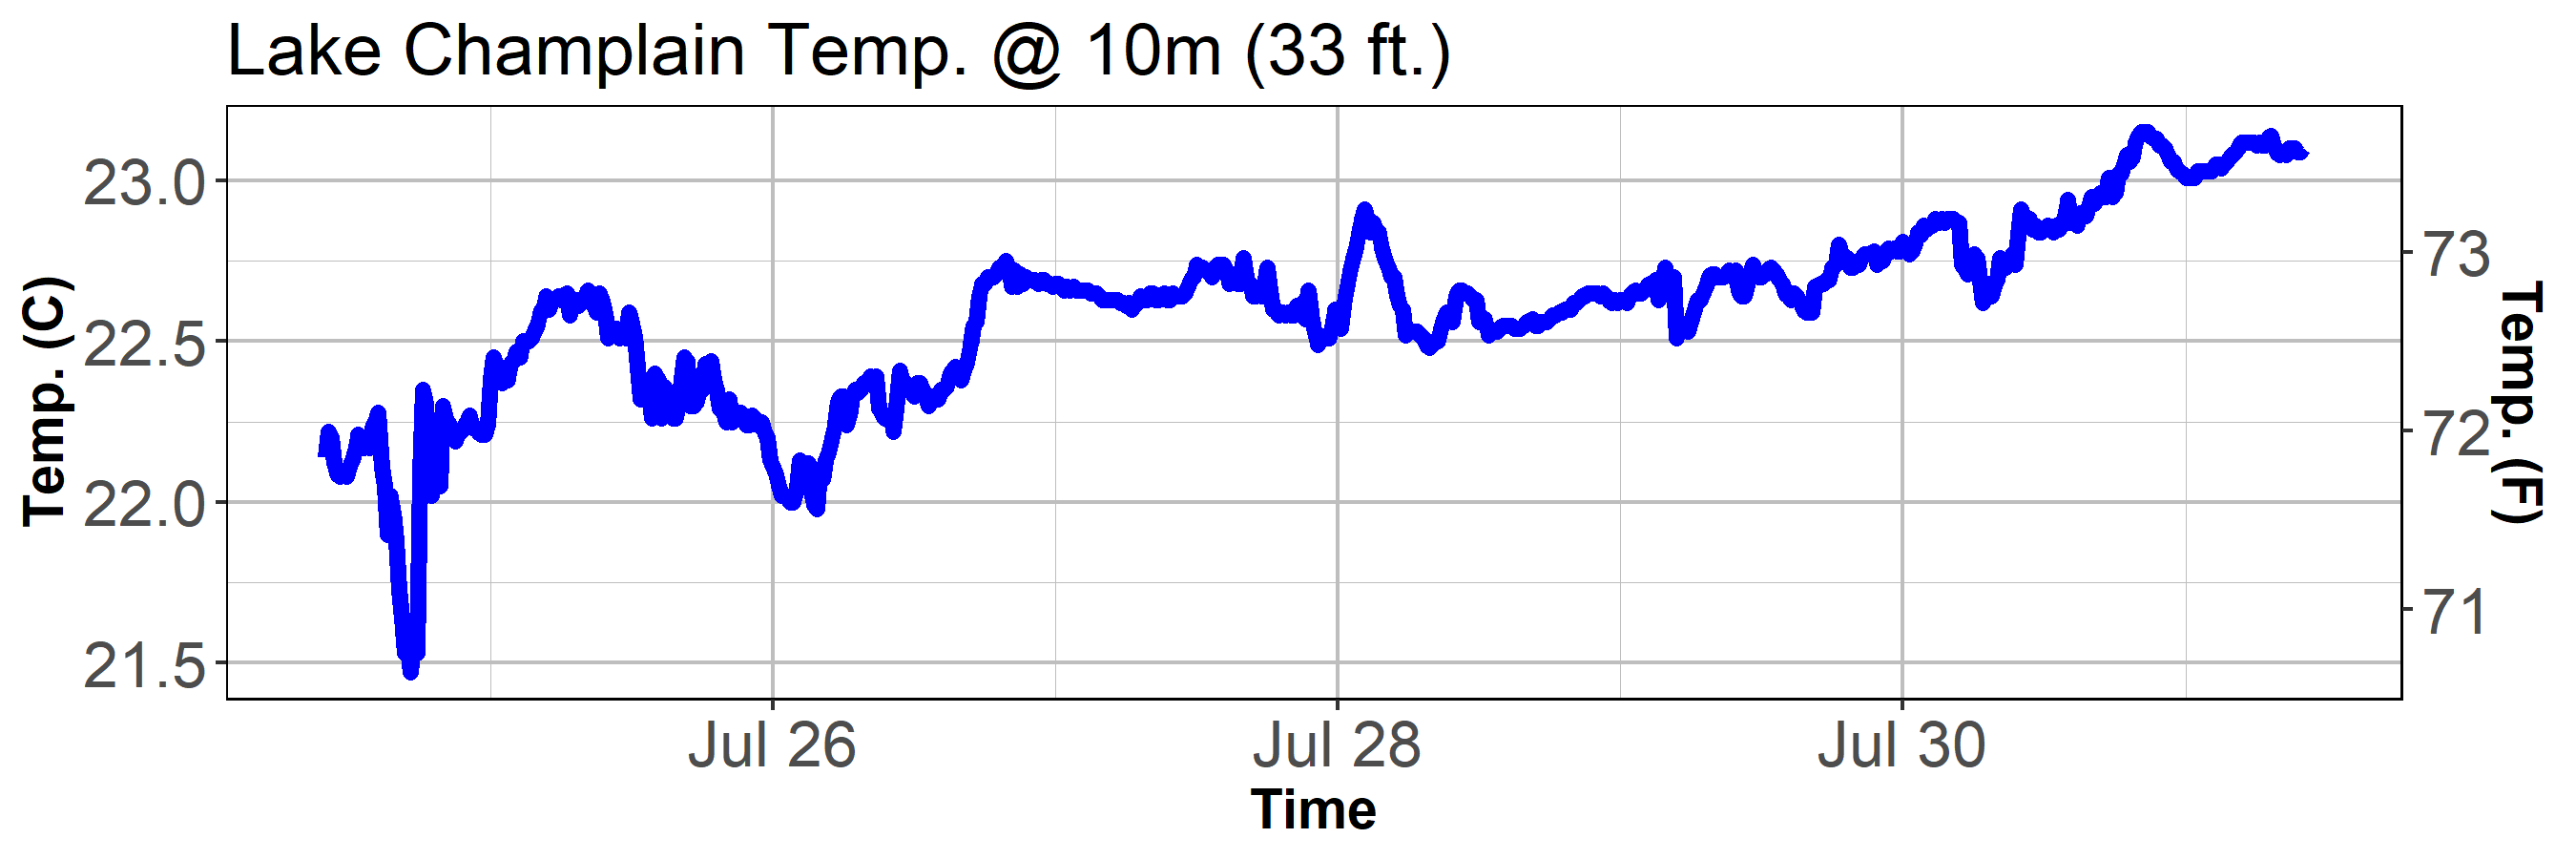 Lake Champlain Temp. @ 10m (33 ft.)
Temp. (C)
23.0
22.5
22.0
21.5
73
72
71
Temp. (F)
Jul 26 Jul 28 Jul 30
Time